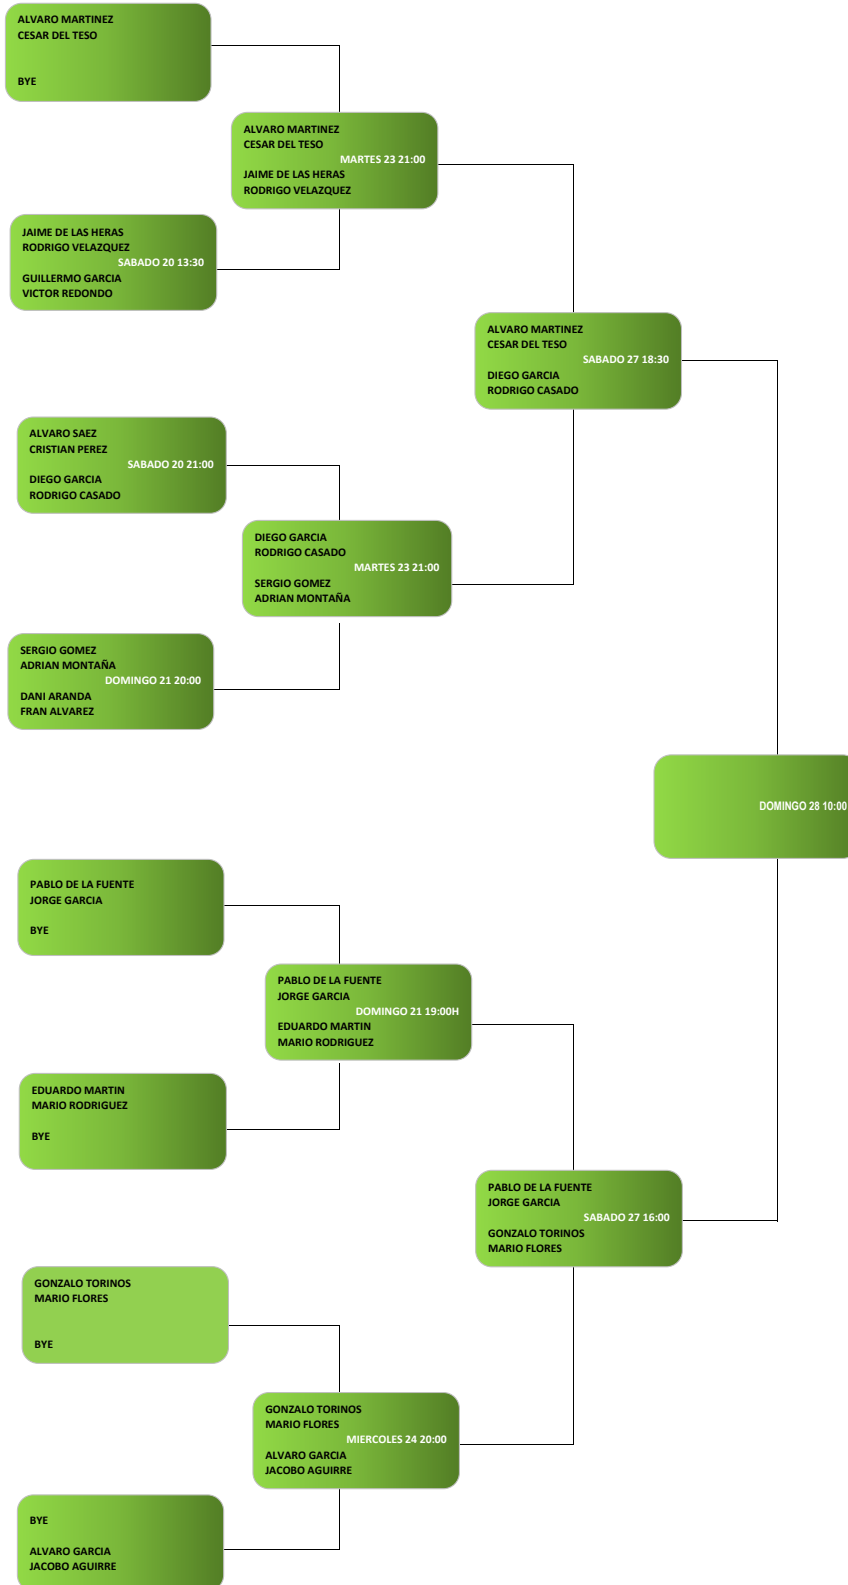 ALVARO MARTINEZ
CESAR DEL TESO
BYE
ALVARO MARTINEZ
CESAR DEL TESO
MARTES 23 21:00
JAIME DE LAS HERAS
RODRIGO VELAZQUEZ
JAIME DE LAS HERAS
RODRIGO VELAZQUEZ
SABADO 20 13:30
GUILLERMO GARCIA
VICTOR REDONDO
ALVARO MARTINEZ
CESAR DEL TESO
SABADO 27 18:30
DIEGO GARCIA
RODRIGO CASADO
ALVARO SAEZ
CRISTIAN PEREZ
SABADO 20 21:00
DIEGO GARCIA
RODRIGO CASADO
DIEGO GARCIA
RODRIGO CASADO
MARTES 23 21:00
SERGIO GOMEZ
ADRIAN MONTAÑA
SERGIO GOMEZ
ADRIAN MONTAÑA
DOMINGO 21 20:00
DANI ARANDA
FRAN ALVAREZ
DOMINGO 28 10:00
PABLO DE LA FUENTE
JORGE GARCIA
BYE
PABLO DE LA FUENTE
JORGE GARCIA
DOMINGO 21 19:00H
EDUARDO MARTIN
MARIO RODRIGUEZ
EDUARDO MARTIN
MARIO RODRIGUEZ
BYE
PABLO DE LA FUENTE
JORGE GARCIA
SABADO 27 16:00
GONZALO TORINOS
MARIO FLORES
GONZALO TORINOS
MARIO FLORES
BYE
GONZALO TORINOS
MARIO FLORES
MIERCOLES 24 20:00
ALVARO GARCIA
JACOBO AGUIRRE
BYE
ALVARO GARCIA
JACOBO AGUIRRE